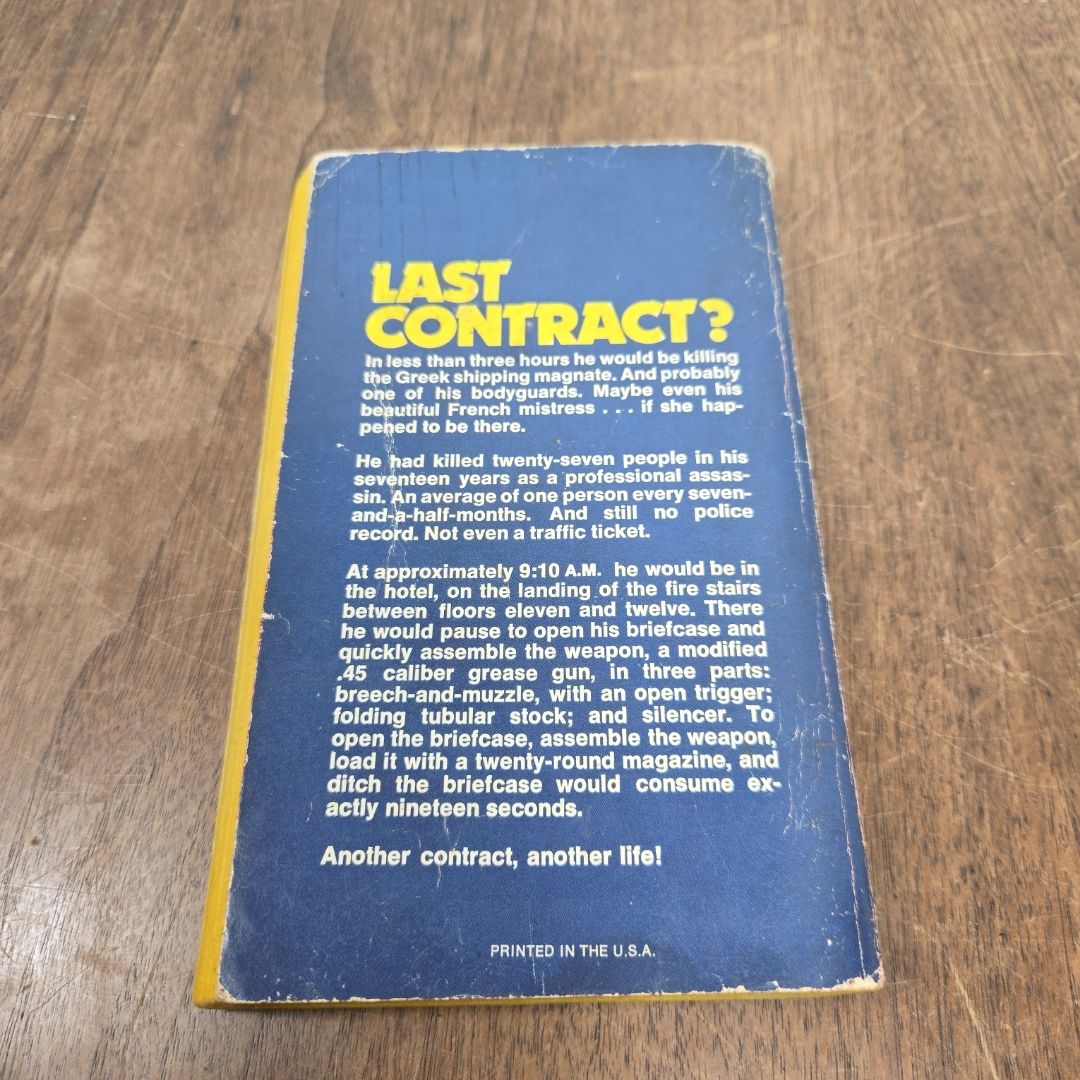 LAST
CONTRACT?
In less than three hours he would be killing
the Greek shipping magnate. And probably
one of his bodyguards. Maybe even his
beautiful French mistress . . . if she hap-
pened to be there.
He had killed twenty-seven people in his
seventeen years as a professional assas-
sin. An average of one person every seven-
and-a-half-months. And still no police
record. Not even a traffic ticket.
At approximately 9:10 A.M. he would be in
the hotel, on the landing of the fire stairs
between floors eleven and twelve. There
he would pause to open his briefcase and
quickly assemble the weapon, a modified
.45 caliber grease gun, in three parts:
breech-and-muzzle, with an open trigger;
folding tubular stock; and silencer. To
open the briefcase, assemble the weapon,
load it with a twenty-round magazine, and
ditch the briefcase would consume ex-
actly nineteen seconds.
Another contract, another life!
PRINTED IN THE U.S.A.